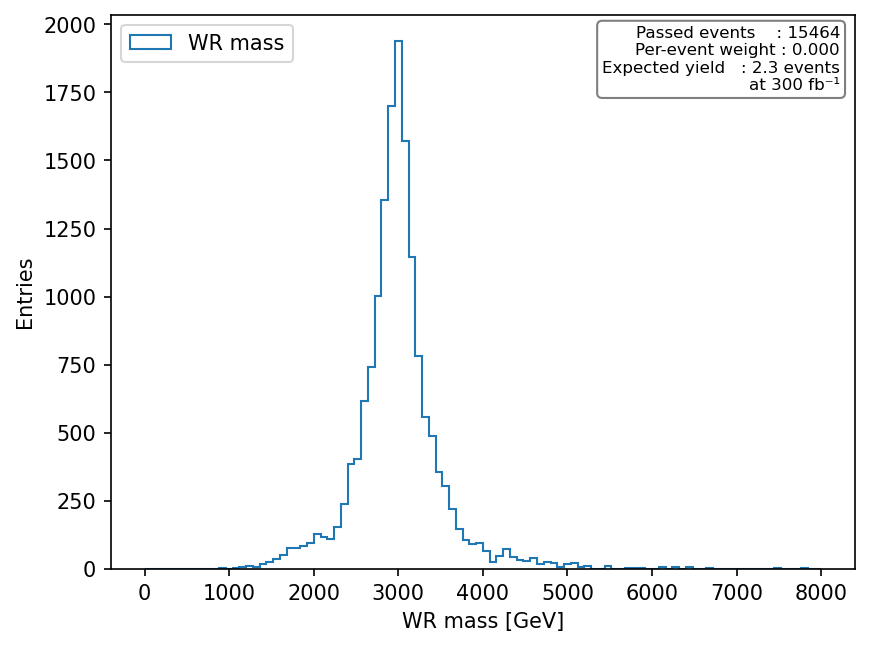 WR mass
Passed events : 15464
Per-event weight : 0.000
Expected yield : 2.3 events
at 300 fb⁻¹
Entries
2000
1750
1500
1250
1000
750
500
250
0
0 1000 2000 3000 4000 5000 6000 7000 8000
WR mass [GeV]